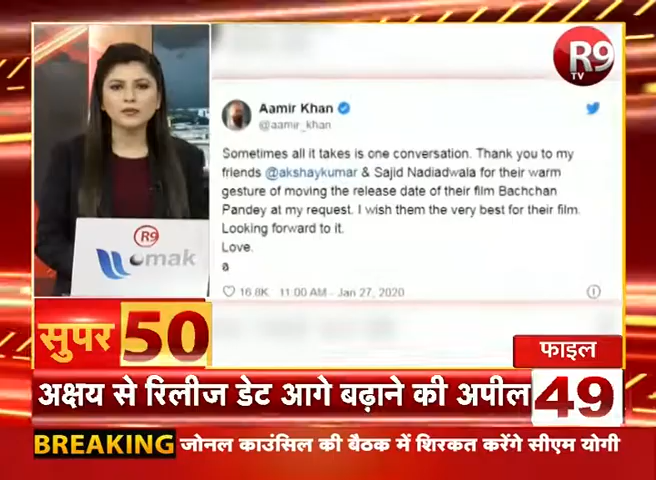 R9
TV
Aamir Khan
@aamir_khan
Sometimes all it takes is one conversation. Thank you to my
friends @akshaykumar & Sajid Nadiadwala for their warm
gesture of moving the release date of their film Bachchan
Pandey at my request. I wish them the very best for their film.
Looking forward to it.
Love.
a
16.8K 11:00 AM - Jan 27, 2020
R9
omak
सुपर 50
फाइल
अक्षय से रिलीज डेट आगे बढ़ाने की अपील 49
BREAKING जोनल काउंसिल की बैठक में शिरकत करेंगे सीएम योगी